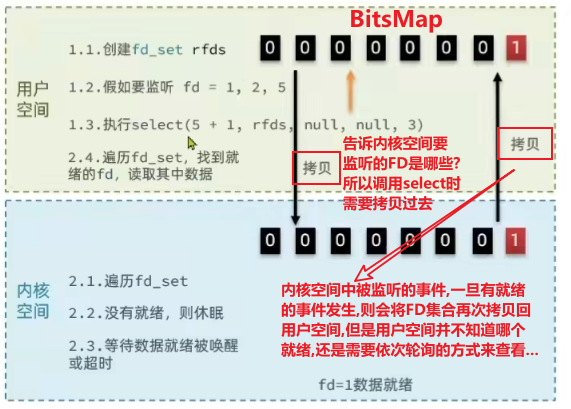 BitsMap
0 0 0 0 0 0 0 1
1.1.创建fd_set rfds
用户
空间
1.2.假如要监听 fd = 1, 2, 5
1.3.执行select(5 + 1, rfds, null, null, 3)
2.4.遍历fd_set, 找到就
绪的fd, 读取其中数据
拷贝
告诉内核空间要
监听的FD是哪些?
所以调用select时
需要拷贝过去
拷贝
0 0 0 0 0 0 0 1
内核
空间
2.1.遍历fd_set
2.2.没有就绪，则休眠
2.3.等待数据就绪被唤醒
或超时
内核空间中被监听的事件,一旦有就绪
的事件发生,则会将FD集合再次拷贝回
用户空间,但是用户空间并不知道哪个
就绪,还是需要依次轮询的方式来查看...
fd=1数据就绪